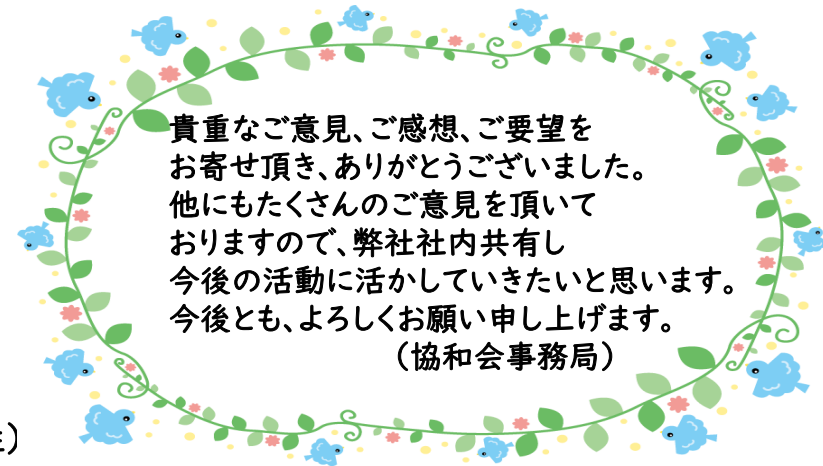 貴重なご意見、ご感想、ご要望を
お寄せ頂き、ありがとうございました。
他にもたくさんのご意見を頂いて
おりますので、弊社社内共有し
今後の活動に活かしていきたいと思います。
今後とも、よろしくお願い申し上げます。
（協和会事務局）